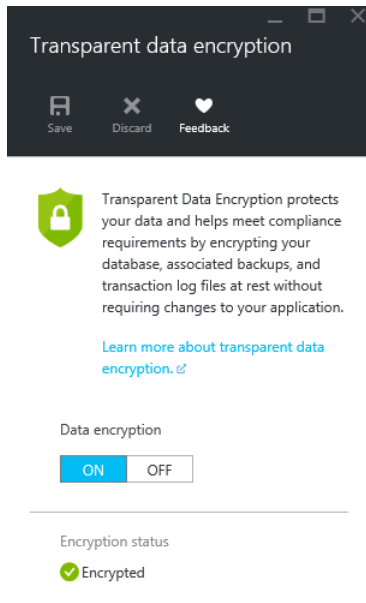 Transparent data encryption
Save Discard Feedback
Transparent Data Encryption protects
your data and helps meet compliance
requirements by encrypting your
database, associated backups, and
transaction log files at rest without
requiring changes to your application.
Learn more about transparent data
encryption.
Data encryption
ON OFF
Encryption status
Encrypted